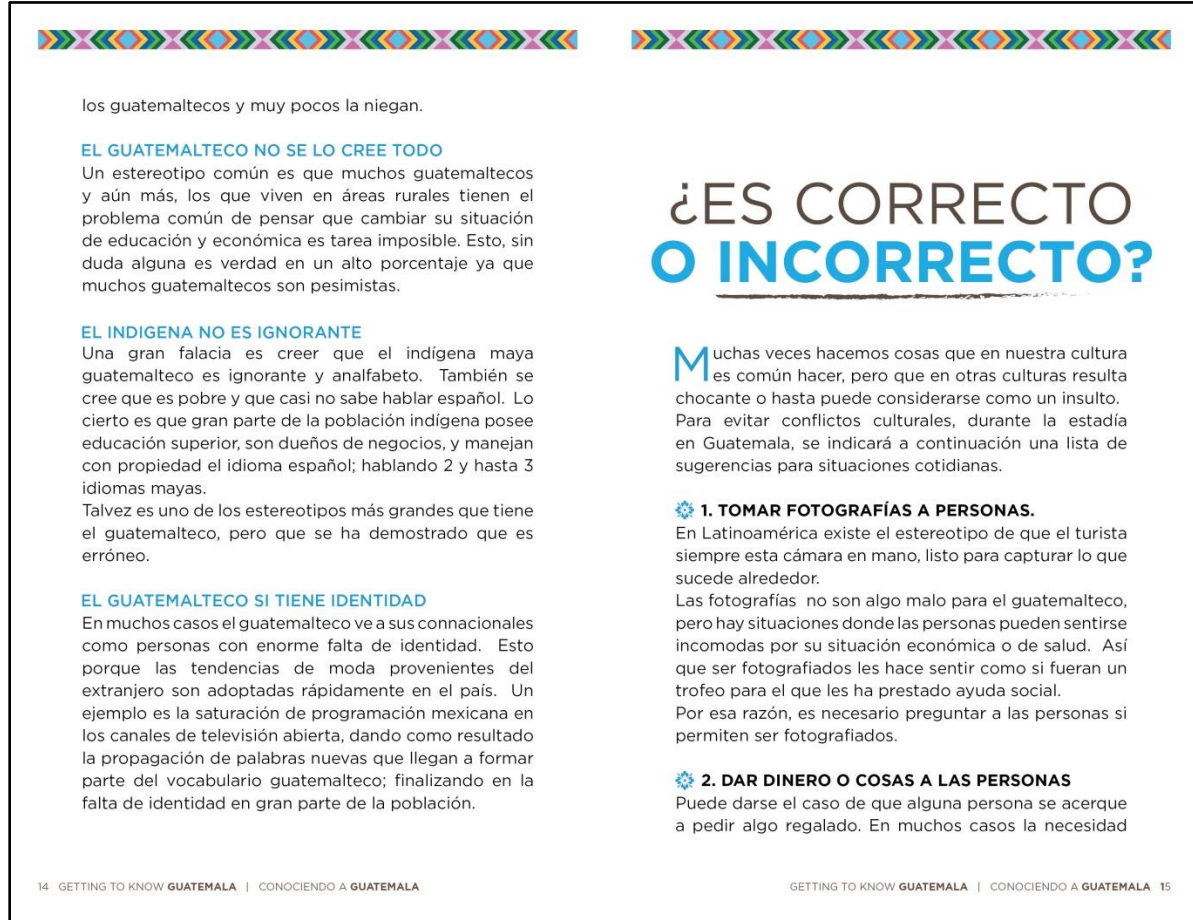 los guatemaltecos y muy pocos la niegan.
EL GUATEMALTECO NO SE LO CREE TODO
Un estereotipo común es que muchos guatemaltecos
y aún más, los que viven en áreas rurales tienen el
problema común de pensar que cambiar su situación
de educación y económica es tarea imposible. Esto, sin
duda alguna es verdad en un alto porcentaje ya que
muchos guatemaltecos son pesimistas.
EL INDIGENA NO ES IGNORANTE
Una gran falacia es creer que el indígena maya
guatemalteco es ignorante y analfabeto. También se
cree que es pobre y que casi no sabe hablar español. Lo
cierto es que gran parte de la población indígena posee
educación superior, son dueños de negocios, y manejan
con propiedad el idioma español; hablando 2 y hasta 3
idiomas mayas.
Talvez es uno de los estereotipos más grandes que tiene
el guatemalteco, pero que se ha demostrado que es
erróneo.
EL GUATEMALTECO SI TIENE IDENTIDAD
En muchos casos el guatemalteco ve a sus connacionales
como personas con enorme falta de identidad. Esto
porque las tendencias de moda provenientes del
extranjero son adoptadas rápidamente en el país. Un
ejemplo es la saturación de programación mexicana en
los canales de televisión abierta, dando como resultado
la propagación de palabras nuevas que llegan a formar
parte del vocabulario guatemalteco; finalizando en la
falta de identidad en gran parte de la población.
14 GETTING TO KNOW GUATEMALA | CONOCIENDO A GUATEMALA
¿ES CORRECTO
O INCORRECTO?
Muchas veces hacemos cosas que en nuestra cultura
es común hacer, pero que en otras culturas resulta
chocante o hasta puede considerarse como un insulto.
Para evitar conflictos culturales, durante la estadía
en Guatemala, se indicará a continuación una lista de
sugerencias para situaciones cotidianas.
1. TOMAR FOTOGRAFÍAS A PERSONAS.
En Latinoamérica existe el estereotipo de que el turista
siempre esta cámara en mano, listo para capturar lo que
sucede alrededor.
Las fotografías no son algo malo para el guatemalteco,
pero hay situaciones donde las personas pueden sentirse
incomodas por su situación económica o de salud. Así
que ser fotografiados les hace sentir como si fueran un
trofeo para el que les ha prestado ayuda social.
Por esa razón, es necesario preguntar a las personas si
permiten ser fotografiados.
2. DAR DINERO O COSAS A LAS PERSONAS
Puede darse el caso de que alguna persona se acerque
a pedir algo regalado. En muchos casos la necesidad
GETTING TO KNOW GUATEMALA | CONOCIENDO A GUATEMALA 15